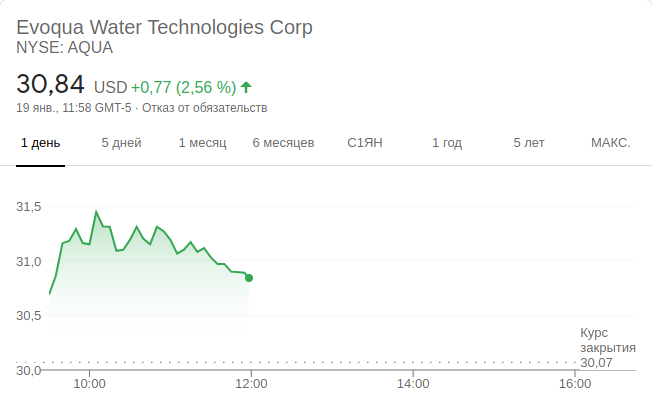 Evoqua Water Technologies Corp
NYSE: AQUA
30,84 USD +0,77 (2,56 %)
19 янв., 11:58 GMT-5 · Отказ от обязательств
1 день 5 дней 1 месяц 6 месяцев С1ЯН 1 год 5 лет МАКС.
31,5
31,0
30,5
Курс
закрытия
30,07
30,0
10:00 12:00 14:00 16:00